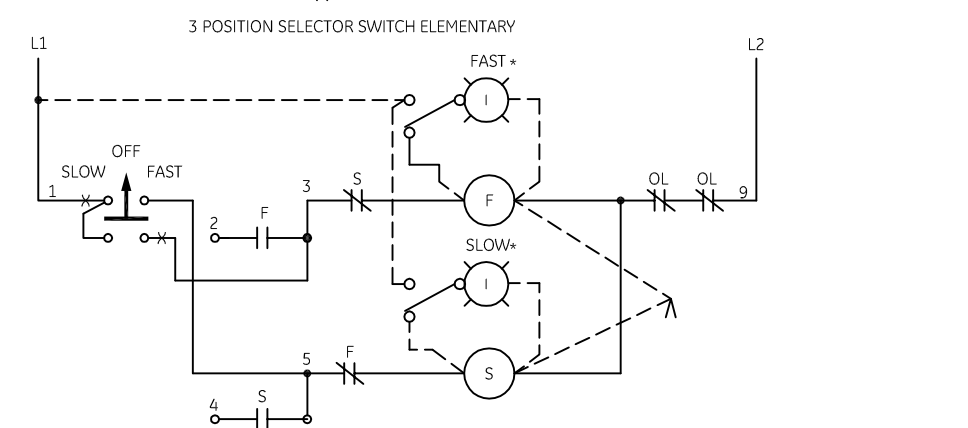 3 POSITION SELECTOR SWITCH ELEMENTARY
L1
L2
FAST *
I
OFF
SLOW
FAST
1
X
3
S
F
OL
OL
9
2
F
X
SLOW*
I
5
F
S
4
S